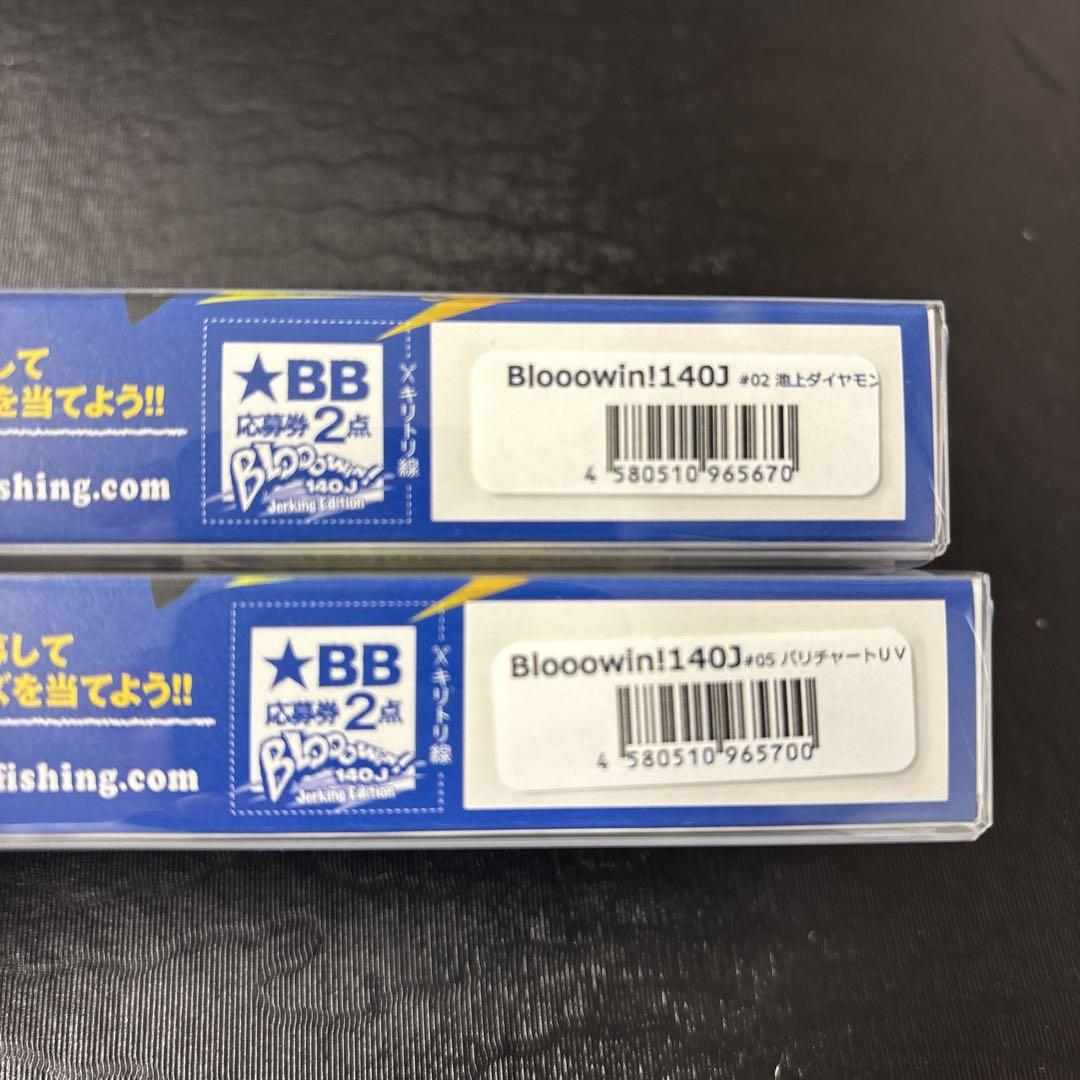 して
を当てよう!!
shing.com
★BB
応募券2点
Blooowin!
140J
Jerking Edition
キリトリ線
Blooowin!140J #02 池上ダイヤモン
4 580510 965670
して
ズを当てよう!!
fishing.com
★BB
応募券2点
Blooowin!
140J
Jerking Edition
キリトリ線
Blooowin!140J #05 バリチャートUV
4 580510 965700